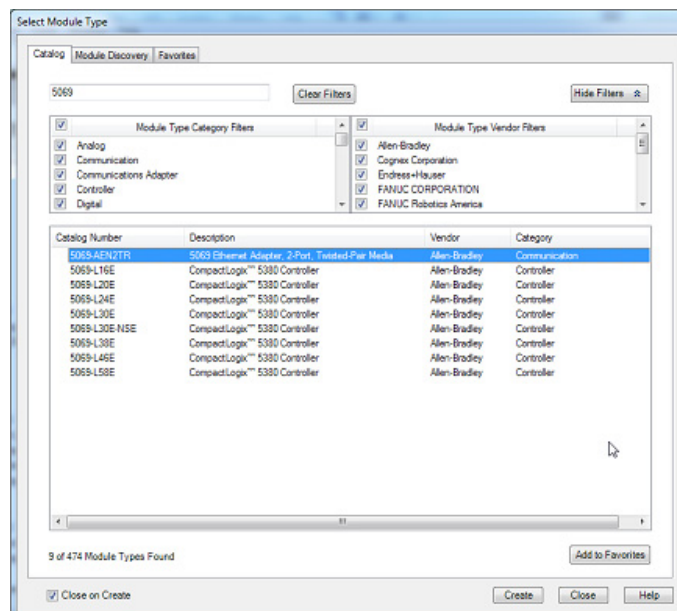 Select Module Type
Catalog Module Discovery Favorites
5069 Clear Filters Hide Filters
Module Type Category Filters Module Type Vendor Filters
Analog Allen-Bradley
Communication Cognex Corporation
Communications Adapter Endress+Hauser
Controller FANUC CORPORATION
Digital FANUC Robotics America
Catalog Number Description Vendor Category
5069-AEN2TR 5069 Ethernet Adapter, 2-Port, Twisted-Pair Media Allen-Bradley Communication
5069-L16E CompactLogix™ 5380 Controller Allen-Bradley Controller
5069-L20E CompactLogix™ 5380 Controller Allen-Bradley Controller
5069-L24E CompactLogix™ 5380 Controller Allen-Bradley Controller
5069-L30E CompactLogix™ 5380 Controller Allen-Bradley Controller
5069-L30E-NSE CompactLogix™ 5380 Controller Allen-Bradley Controller
5069-L38E CompactLogix™ 5380 Controller Allen-Bradley Controller
5069-L46E CompactLogix™ 5380 Controller Allen-Bradley Controller
5069-L58E CompactLogix™ 5380 Controller Allen-Bradley Controller
9 of 474 Module Types Found Add to Favorites
Close on Create Create Close Help